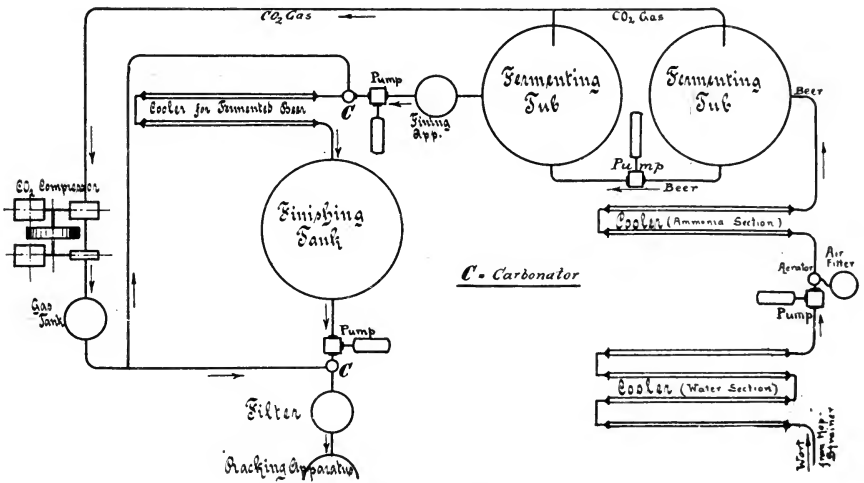 CO2 Gas
CO2 Gas
Pump
Fermenting
Tub
Fermenting
Tub
Beer
C
Cooler for Fermented Beer
Fining
App.
Pump
Beer
CO2 Compressor
Finishing
Tank
Cooler (Ammonia Section)
C = Carbonator
Aerator
Air
Filter
Gas
Tank
Pump
Pump
C
Cooler (Water Section)
Filter
Wort
from Hop-
Strainer
Racking Apparatus